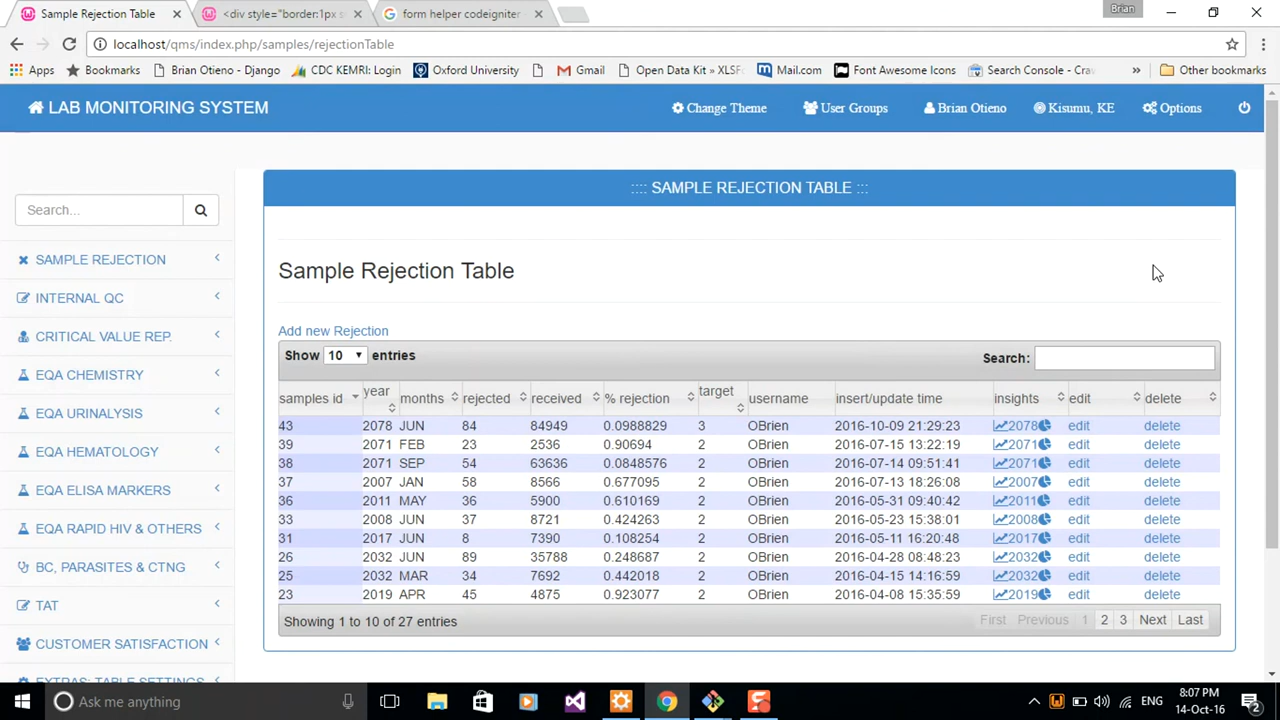 Sample Rejection Table
<div style="border:1px s
form helper codeigniter
Brian
localhost/qms/index.php/samples/rejectionTable
Apps Bookmarks Brian Otieno - Django CDC KEMRI: Login Oxford University Gmail Open Data Kit » XLSF Mail.com Font Awesome Icons Search Console - Cra » Other bookmarks
LAB MONITORING SYSTEM Change Theme User Groups Brian Otieno Kisumu, KE Options
:::: SAMPLE REJECTION TABLE :::
Search...
SAMPLE REJECTION
INTERNAL QC
CRITICAL VALUE REP.
EQA CHEMISTRY
EQA URINALYSIS
EQA HEMATOLOGY
EQA ELISA MARKERS
EQA RAPID HIV & OTHERS
BC, PARASITES & CTNG
TAT
CUSTOMER SATISFACTION
EXTRAS: TABLE SETTINGS
Sample Rejection Table
Add new Rejection
Show 10 entries Search:
samples id year months rejected received % rejection target username insert/update time insights edit delete
43 2078 JUN 84 84949 0.0988829 3 OBrien 2016-10-09 21:29:23 2078 edit delete
39 2071 FEB 23 2536 0.90694 2 OBrien 2016-07-15 13:22:19 2071 edit delete
38 2071 SEP 54 63636 0.0848576 2 OBrien 2016-07-14 09:51:41 2071 edit delete
37 2007 JAN 58 8566 0.677095 2 OBrien 2016-07-13 18:26:08 2007 edit delete
36 2011 MAY 36 5900 0.610169 2 OBrien 2016-05-31 09:40:42 2011 edit delete
33 2008 JUN 37 8721 0.424263 2 OBrien 2016-05-23 15:38:01 2008 edit delete
31 2017 JUN 8 7390 0.108254 2 OBrien 2016-05-11 16:20:48 2017 edit delete
26 2032 JUN 89 35788 0.248687 2 OBrien 2016-04-28 08:48:23 2032 edit delete
25 2032 MAR 34 7692 0.442018 2 OBrien 2016-04-15 14:16:59 2032 edit delete
23 2019 APR 45 4875 0.923077 2 OBrien 2016-04-08 15:35:59 2019 edit delete
Showing 1 to 10 of 27 entries First Previous 1 2 3 Next Last
Ask me anything
ENG
8:07 PM
14-Oct-16
2